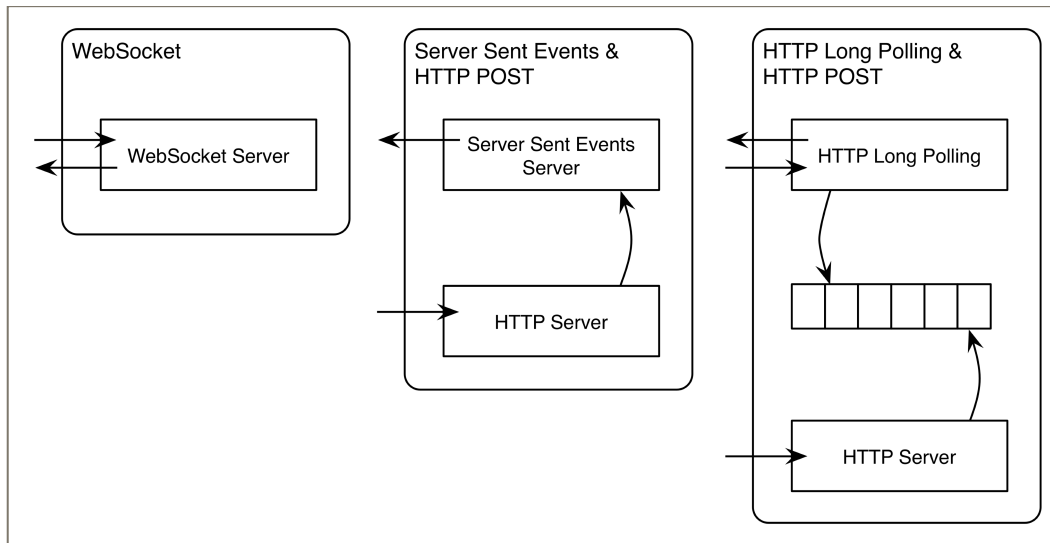 WebSocket
WebSocket Server
Server Sent Events &
HTTP POST
Server Sent Events
Server
HTTP Server
HTTP Long Polling &
HTTP POST
HTTP Long Polling
HTTP Server